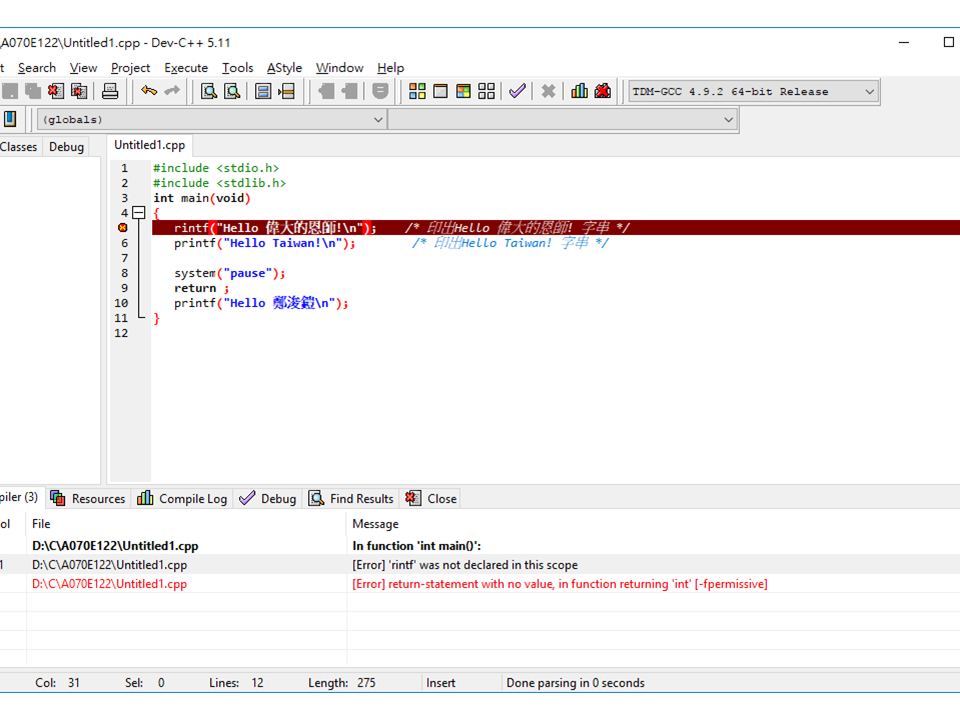 \A070E122\Untitled1.cpp - Dev-C++ 5.11
t Search View Project Execute Tools AStyle Window Help
TDM-GCC 4.9.2 64-bit Release
(globals)
Classes Debug Untitled1.cpp
1 #include <stdio.h>
2 #include <stdlib.h>
3 int main(void)
4 {
rintf("Hello 偉大的恩師!\n"); /* 印出Hello 偉大的恩師! 字串 */
6 printf("Hello Taiwan!\n"); /* 印出Hello Taiwan! 字串 */
7
8 system("pause");
9 return ;
10 printf("Hello 鄭浚鎧\n");
11 }
12
piler (3) Resources Compile Log Debug Find Results Close
ol File Message
D:\C\A070E122\Untitled1.cpp In function 'int main()':
1 D:\C\A070E122\Untitled1.cpp [Error] 'rintf' was not declared in this scope
D:\C\A070E122\Untitled1.cpp [Error] return-statement with no value, in function returning 'int' [-fpermissive]
Col: 31 Sel: 0 Lines: 12 Length: 275 Insert Done parsing in 0 seconds